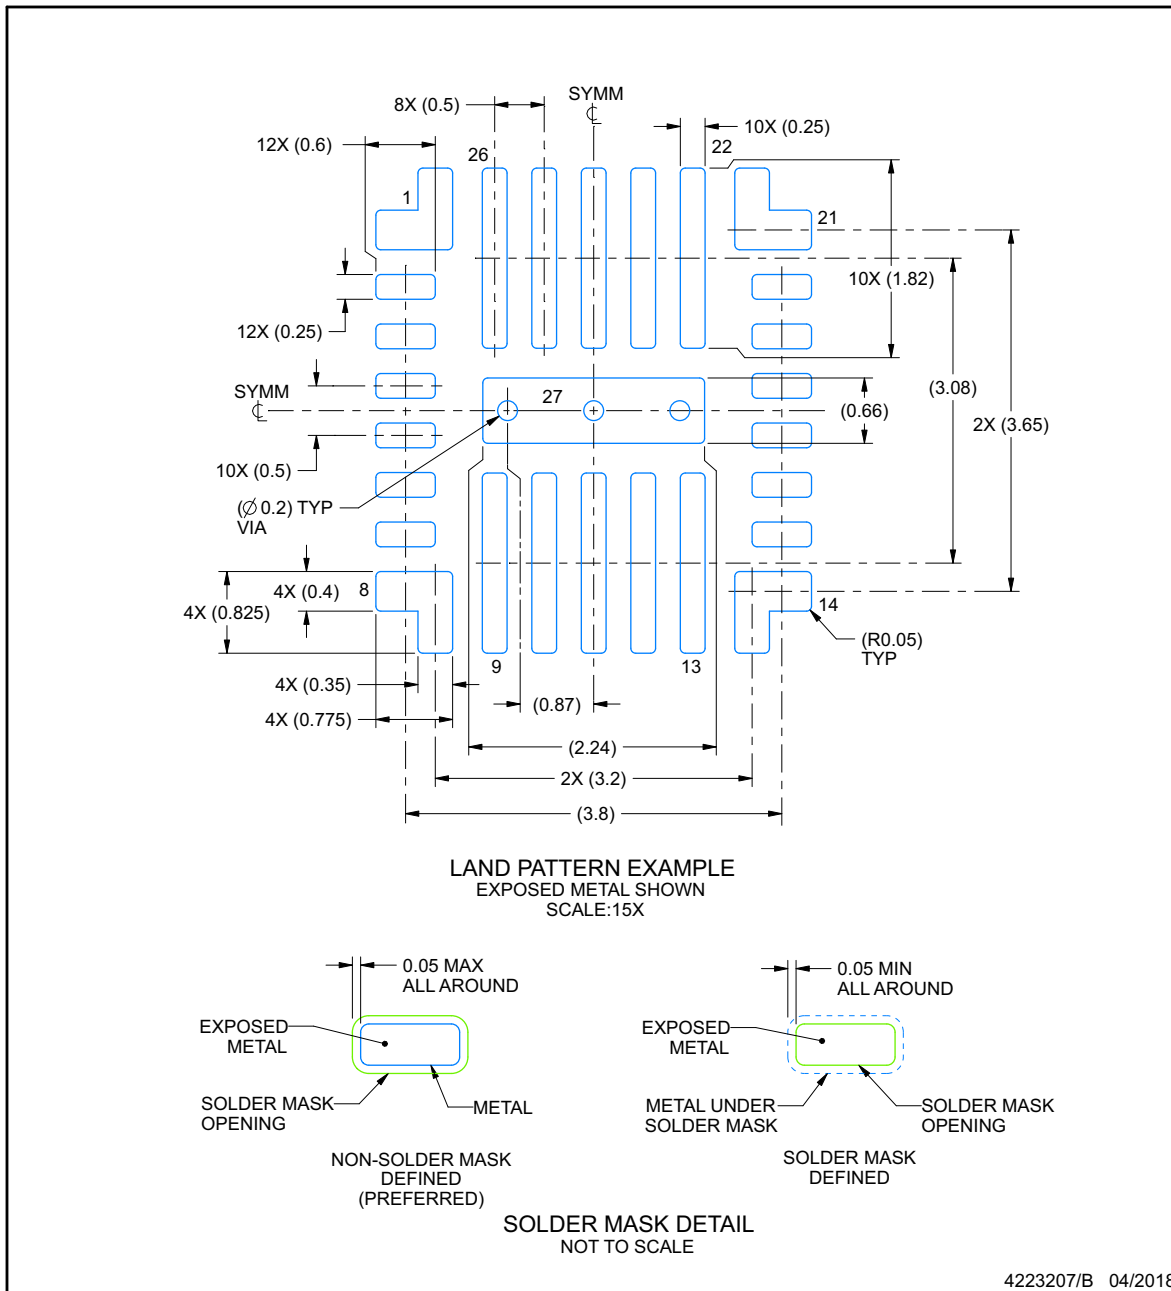 SYMM
8X (0.5)
10X (0.25)
12X (0.6)
26
22
1
21
10X (1.82)
12X (0.25)
(3.08)
SYMM
27
(0.66)
2X (3.65)
10X (0.5)
(Ø 0.2) TYP
VIA
8
4X (0.4)
4X (0.825)
14
(R0.05)
TYP
9
13
4X (0.35)
(0.87)
4X (0.775)
(2.24)
2X (3.2)
(3.8)
LAND PATTERN EXAMPLE
EXPOSED METAL SHOWN
SCALE:15X
0.05 MAX
ALL AROUND
0.05 MIN
ALL AROUND
EXPOSED
METAL
EXPOSED
METAL
SOLDER MASK
OPENING
METAL
METAL UNDER
SOLDER MASK
SOLDER MASK
OPENING
NON-SOLDER MASK
DEFINED
(PREFERRED)
SOLDER MASK
DEFINED
SOLDER MASK DETAIL
NOT TO SCALE
4223207/B 04/2018